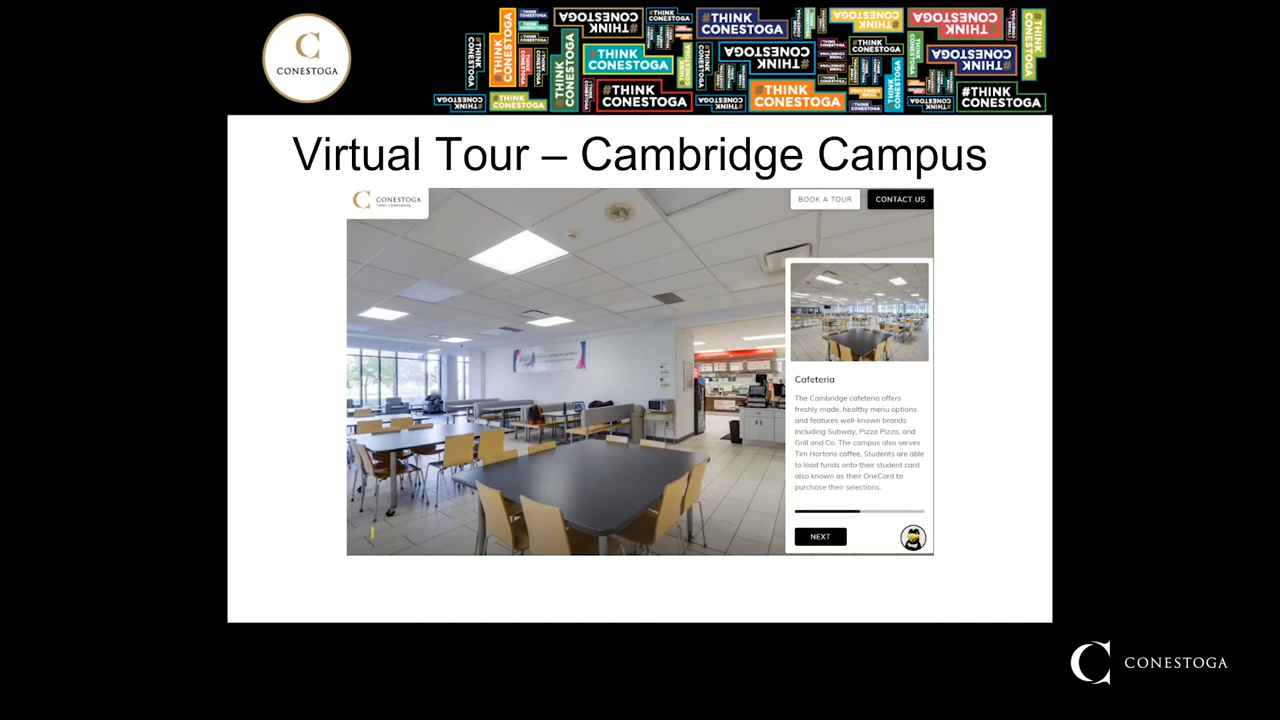 CONESTOGA
#THINK
CONESTOGA
#THINK
CONESTOGA
#THINK
CONESTOGA
#THINK
CONESTOGA
#THINK
CONESTOGA
#THINK
CONESTOGA
#THINK
CONESTOGA
Virtual Tour – Cambridge Campus
CONESTOGA
BOOK A TOUR
CONTACT US
Cafeteria
The Cambridge cafeteria offers
freshly made, healthy menu options
and features well-known brands
including Subway, Pizza Pizza, and
Grill and Co. The campus also serves
Tim Hortons coffee. Students are able
to load funds onto their student card
also known as their OneCard to
purchase their selections.
NEXT
CONESTOGA